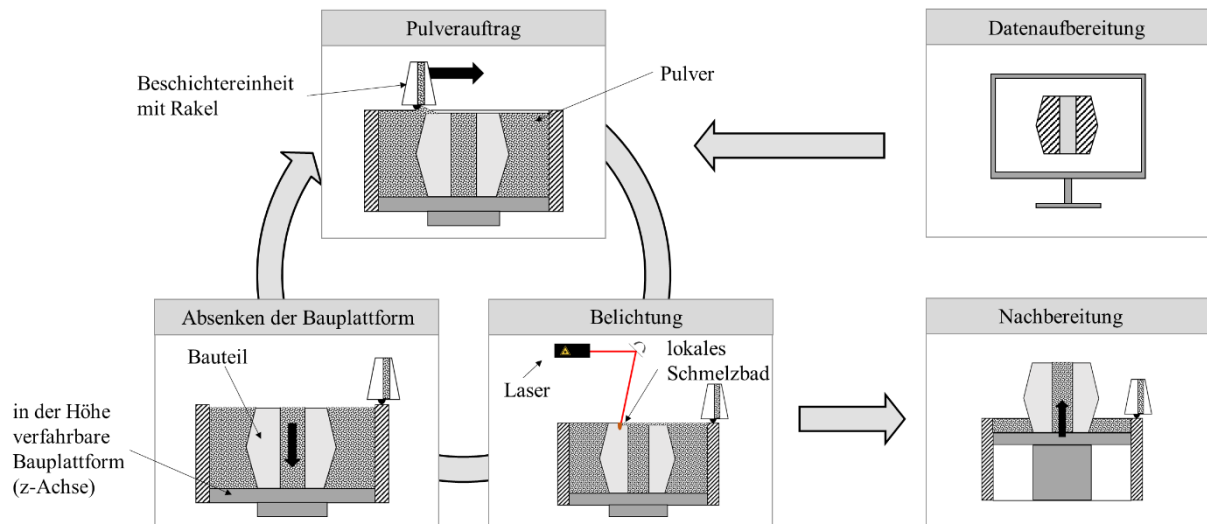 Pulverauftrag
Beschichtereinheit
mit Rakel
Pulver
Datenaufbereitung
Absenken der Bauplattform
Bauteil
in der Höhe
verfahrbare
Bauplattform
(z-Achse)
Belichtung
Laser
lokales
Schmelzbad
Nachbereitung